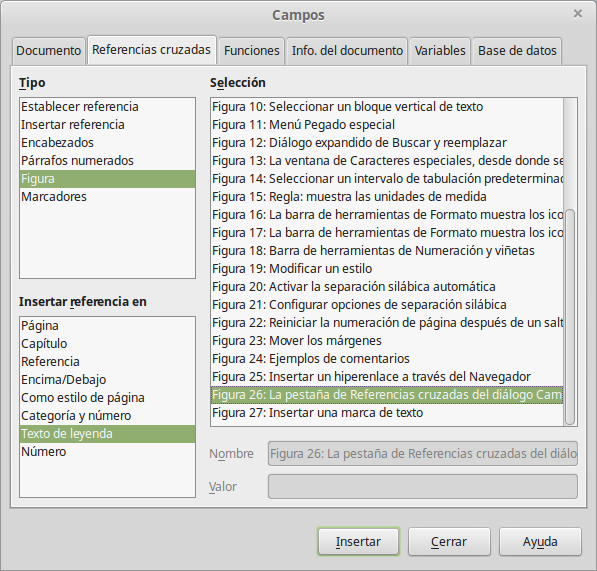 Campos
Documento Referencias cruzadas Funciones Info. del documento Variables Base de datos
Tipo
Establecer referencia
Insertar referencia
Encabezados
Párrafos numerados
Figura
Marcadores
Insertar referencia en
Página
Capítulo
Referencia
Encima/Debajo
Como estilo de página
Categoría y número
Texto de leyenda
Número
Selección
Figura 10: Seleccionar un bloque vertical de texto
Figura 11: Menú Pegado especial
Figura 12: Diálogo expandido de Buscar y reemplazar
Figura 13: La ventana de Caracteres especiales, desde donde se
Figura 14: Seleccionar un intervalo de tabulación predeterminad
Figura 15: Regla: muestra las unidades de medida
Figura 16: La barra de herramientas de Formato muestra los ico
Figura 17: La barra de herramientas de Formato muestra los ico
Figura 18: Barra de herramientas de Numeración y viñetas
Figura 19: Modificar un estilo
Figura 20: Activar la separación silábica automática
Figura 21: Configurar opciones de separación silábica
Figura 22: Reiniciar la numeración de página después de un salt
Figura 23: Mover los márgenes
Figura 24: Ejemplos de comentarios
Figura 25: Insertar un hiperenlace a través del Navegador
Figura 26: La pestaña de Referencias cruzadas del diálogo Cam
Figura 27: Insertar una marca de texto
Nombre Figura 26: La pestaña de Referencias cruzadas del diálo
Valor
Insertar Cerrar Ayuda